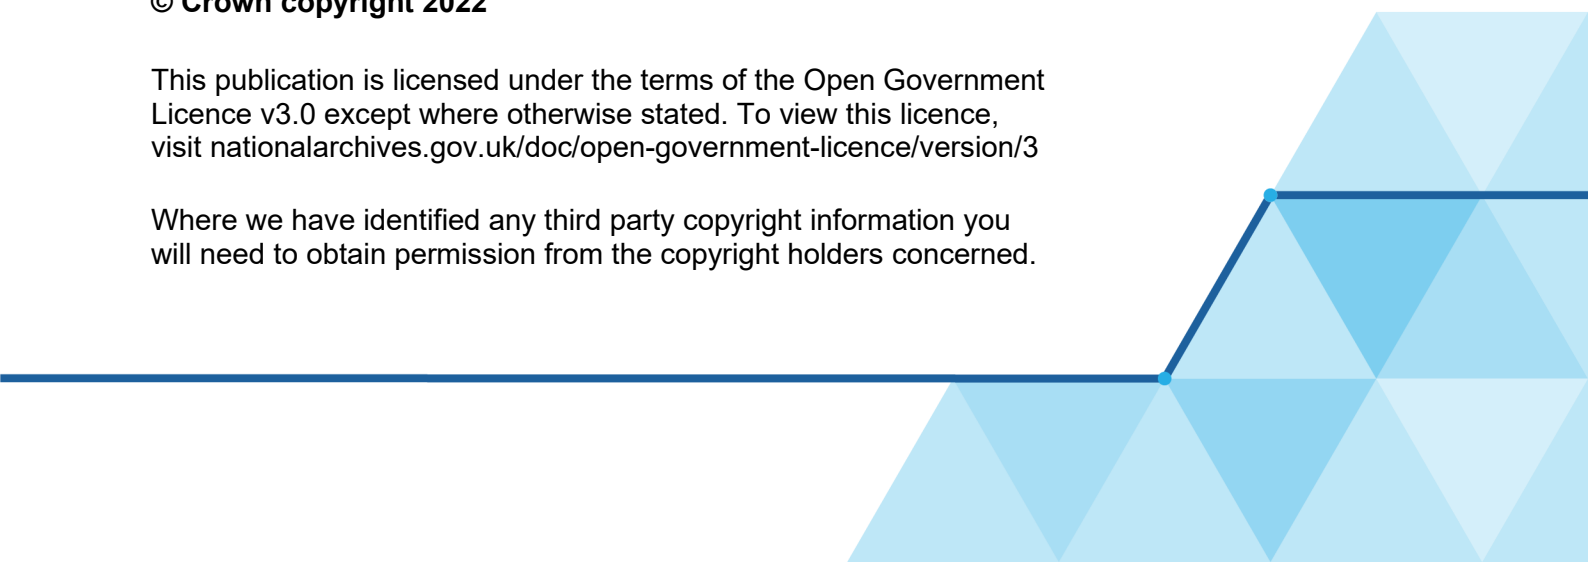 © Crown copyright 2022
This publication is licensed under the terms of the Open Government
Licence v3.0 except where otherwise stated. To view this licence,
visit nationalarchives.gov.uk/doc/open-government-licence/version/3
Where we have identified any third party copyright information you
will need to obtain permission from the copyright holders concerned.